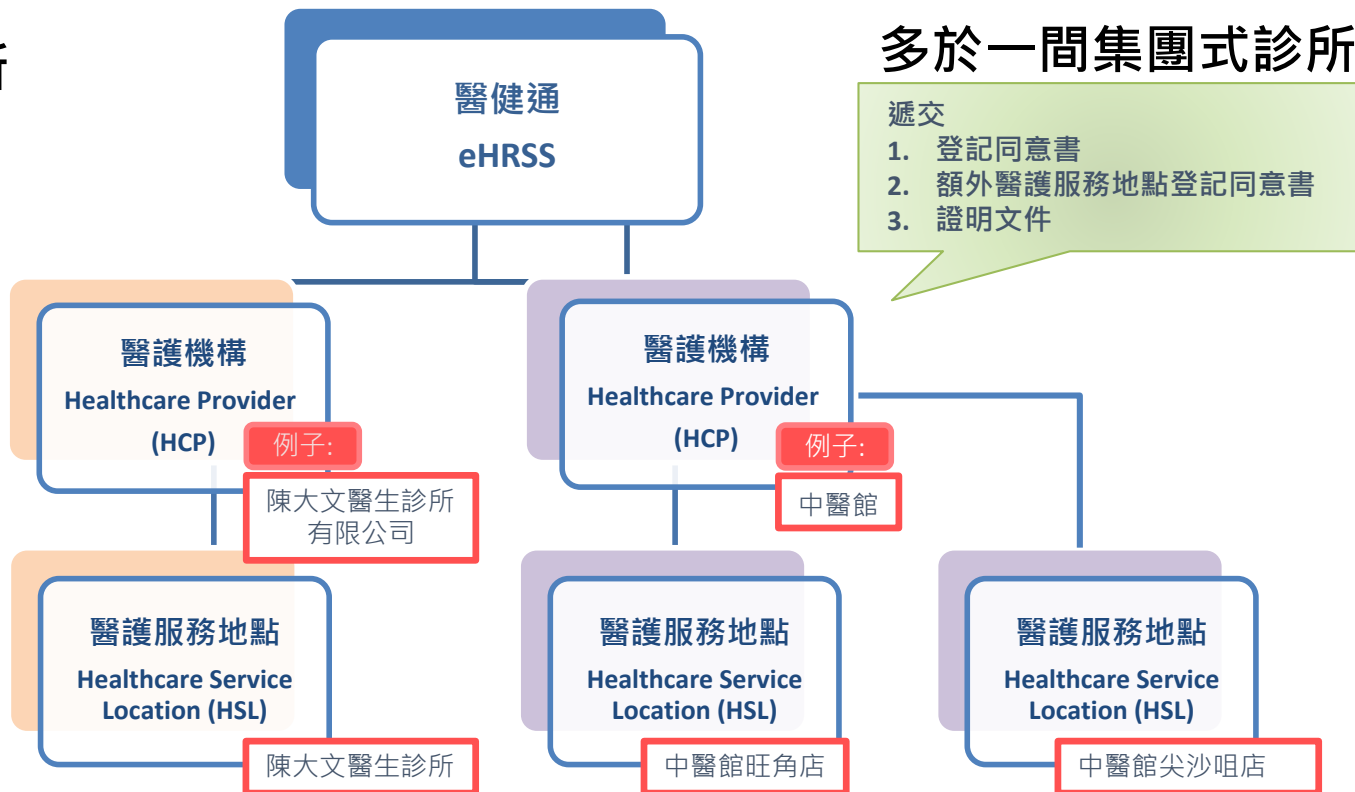 所
多於一間集團式診所
醫健通
eHRSS
遞交
1. 登記同意書
2. 額外醫護服務地點登記同意書
3. 證明文件
醫護機構
Healthcare Provider
(HCP)
例子:
陳大文醫生診所
有限公司
醫護機構
Healthcare Provider
(HCP)
例子:
中醫館
醫護服務地點
Healthcare Service
Location (HSL)
陳大文醫生診所
醫護服務地點
Healthcare Service
Location (HSL)
中醫館旺角店
醫護服務地點
Healthcare Service
Location (HSL)
中醫館尖沙咀店